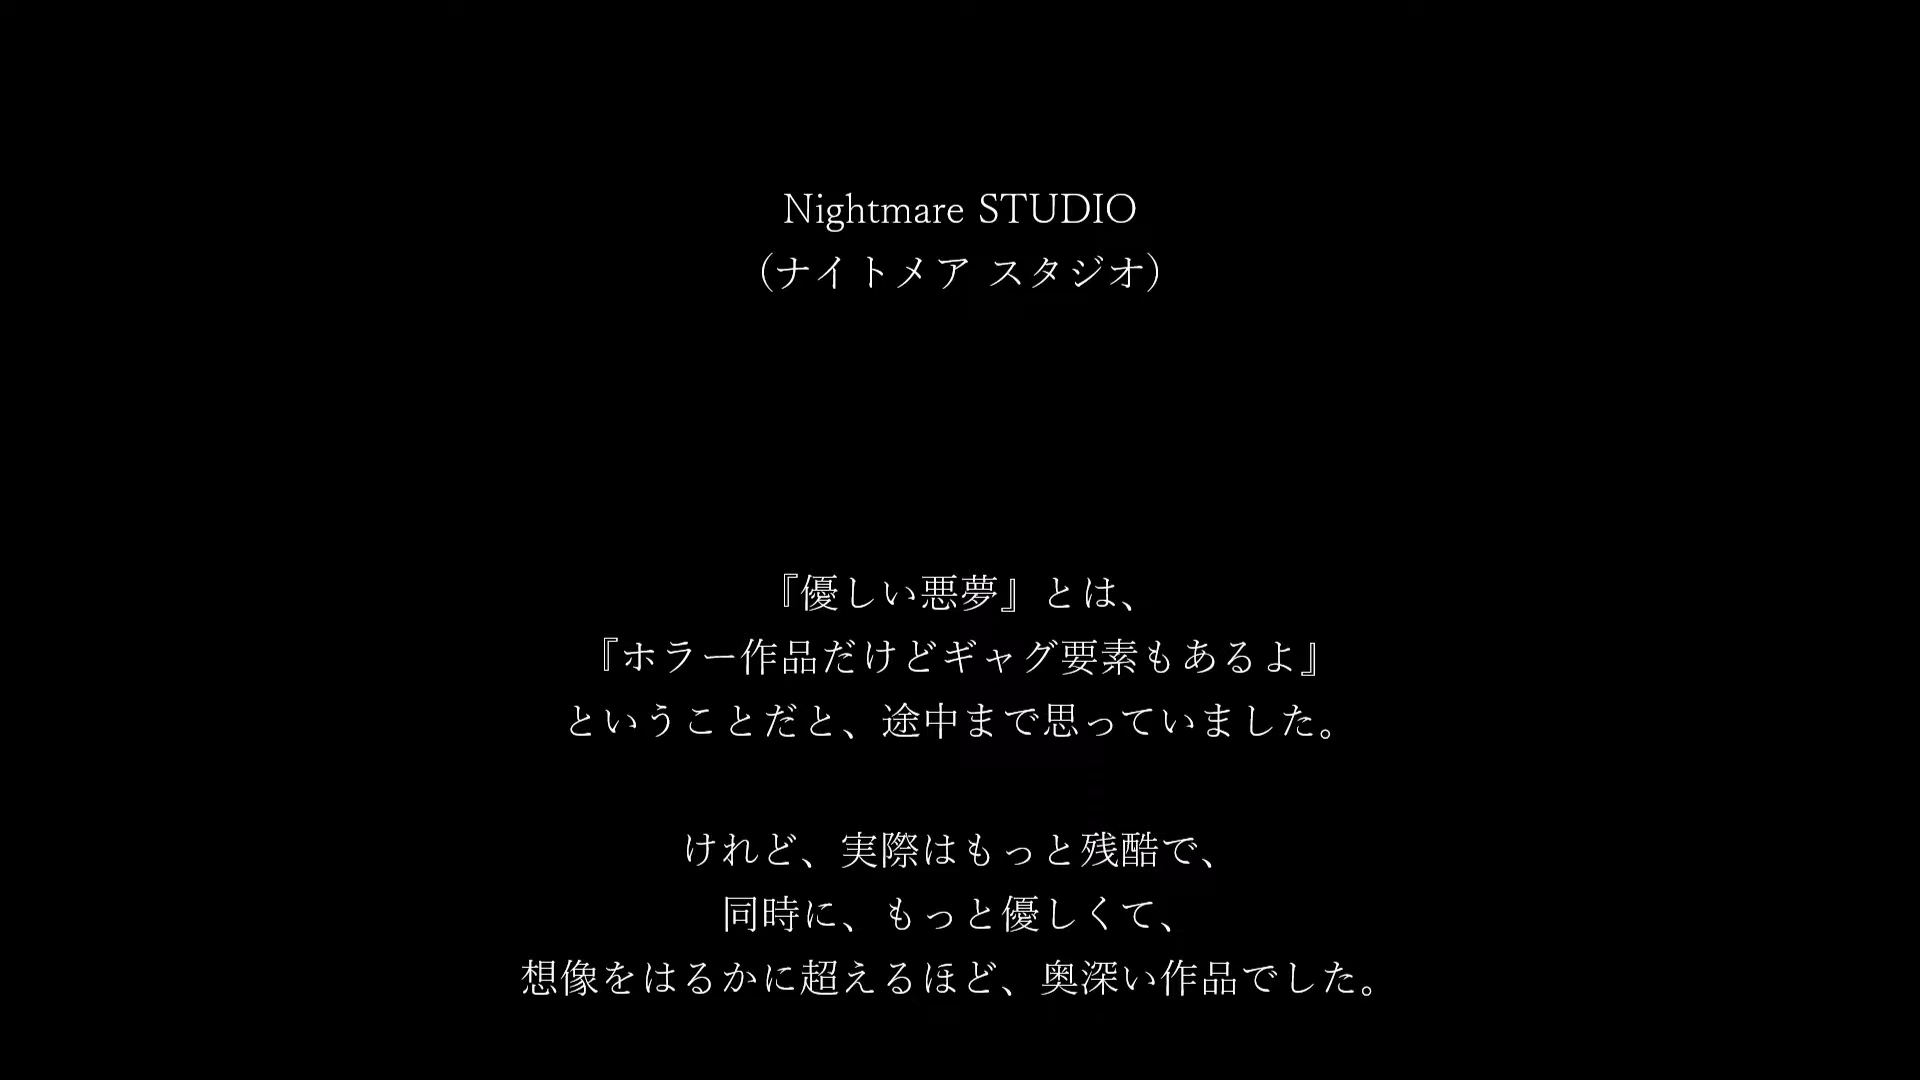 Nightmare STUDIO
（ナイトメア スタジオ）
『優しい悪夢』とは、
『ホラー作品だけどギャグ要素もあるよ』
ということだと、途中まで思っていました。
けれど、実際はもっと残酷で、
同時に、もっと優しくて、
想像をはるかに超えるほど、奥深い作品でした。